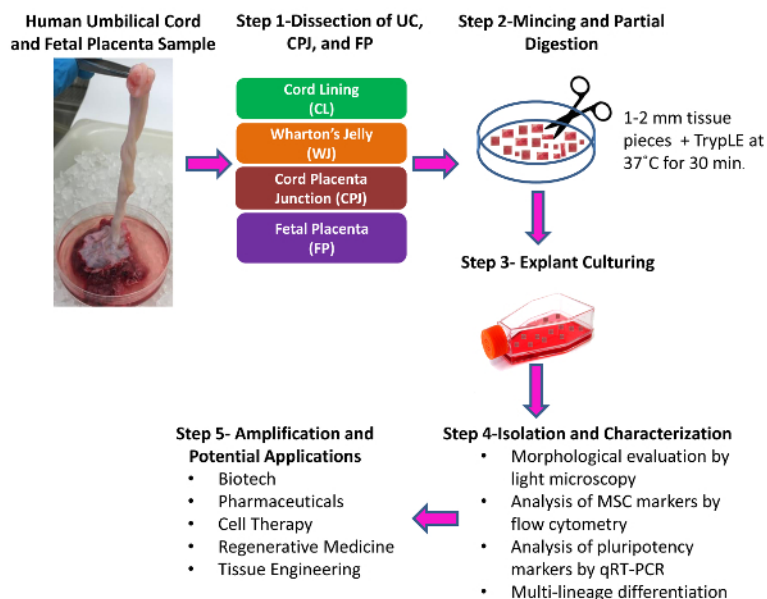 Human Umbilical Cord
and Fetal Placenta Sample
Step 1-Dissection of UC,
CPJ, and FP
Cord Lining
(CL)
Wharton's Jelly
(WJ)
Cord Placenta
Junction (CPJ)
Fetal Placenta
(FP)
Step 2-Mincing and Partial
Digestion
1-2 mm tissue
pieces + TrypLE at
37˚C for 30 min.
Step 3- Explant Culturing
Step 4-Isolation and Characterization
• Morphological evaluation by
light microscopy
• Analysis of MSC markers by
flow cytometry
• Analysis of pluripotency
markers by qRT-PCR
• Multi-lineage differentiation
Step 5- Amplification and
Potential Applications
• Biotech
• Pharmaceuticals
• Cell Therapy
• Regenerative Medicine
• Tissue Engineering